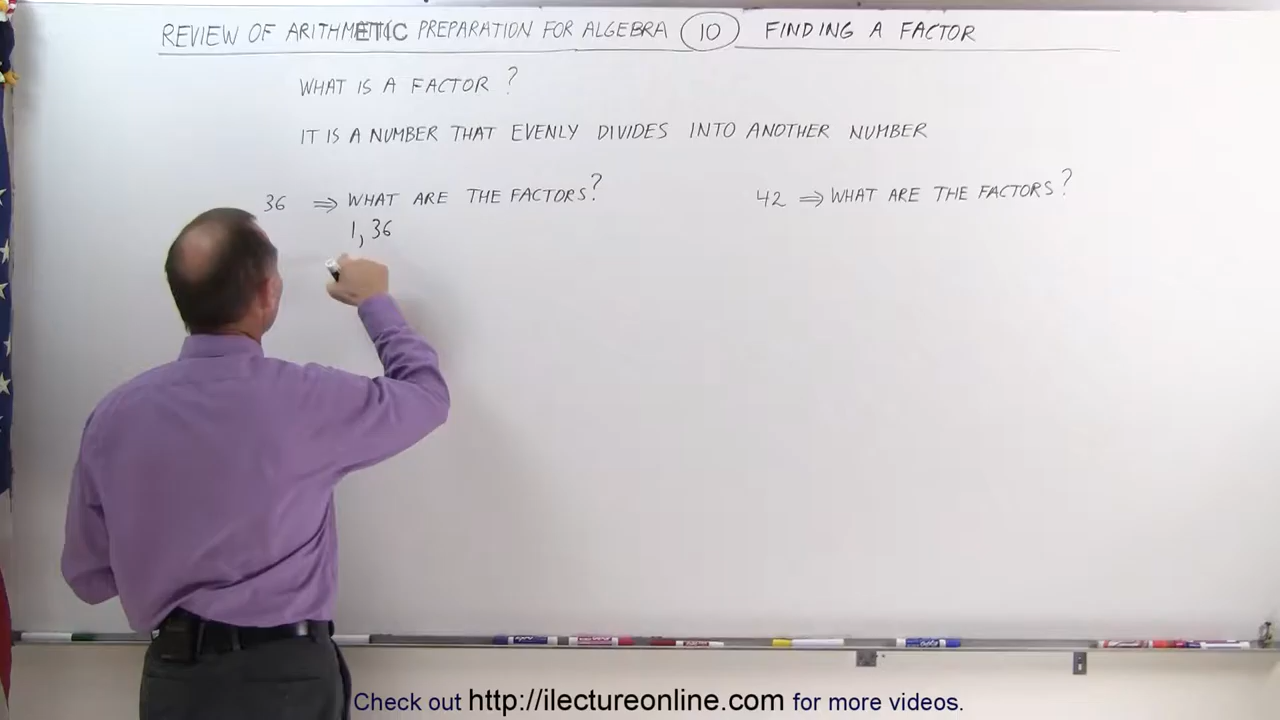 REVIEW OF ARITHMETIC PREPARATION FOR ALGEBRA 10 FINDING A FACTOR
WHAT IS A FACTOR ?
IT IS A NUMBER THAT EVENLY DIVIDES INTO ANOTHER NUMBER
36 ⇒ WHAT ARE THE FACTORS?
42 ⇒ WHAT ARE THE FACTORS?
1, 36
Check out http://ilectureonline.com for more videos.